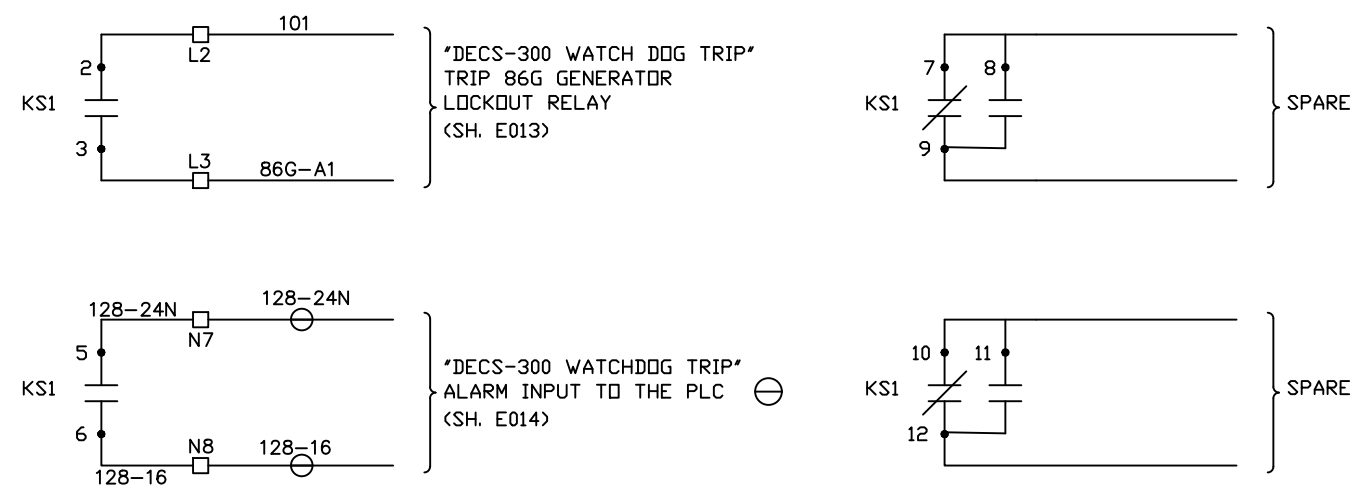 101
L2
2
KS1
3
L3
86G-A1
"DECS-300 WATCH DOG TRIP"
TRIP 86G GENERATOR
LOCKOUT RELAY
(SH. E013)
7
8
KS1
9
SPARE
128-24N
128-24N
N7
5
KS1
6
N8
128-16
128-16
"DECS-300 WATCHDOG TRIP"
ALARM INPUT TO THE PLC
(SH. E014)
10
11
KS1
12
SPARE